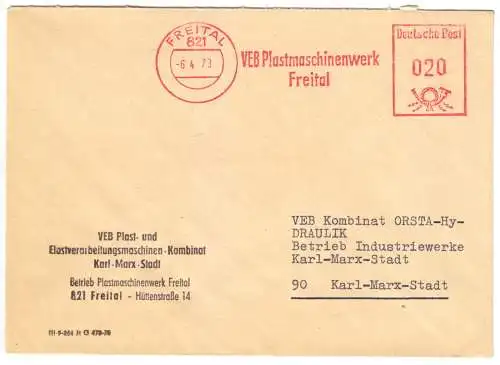 FREITAL
821
-6.4.73
VEB Plastmaschinenwerk
Freital
Deutsche Post
020
VEB Kombinat ORSTA-Hy-
DRAULIK
Betrieb Industriewerke
Karl-Marx-Stadt
90 Karl-Marx-Stadt
VEB Plast- und
Elastverarbeitungsmaschinen-Kombinat
Karl-Marx-Stadt
Betrieb Plastmaschinenwerk Freital
821 Freital - Hüttenstraße 14